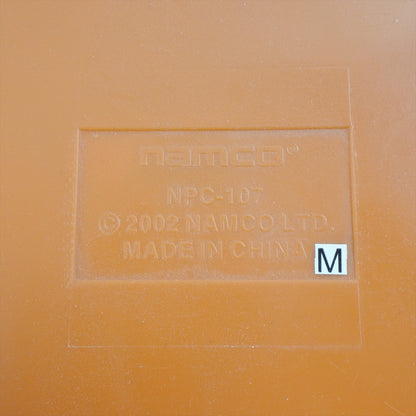 namco®
NPC-107
© 2002 NAMCO LTD.
MADE IN CHINA
M